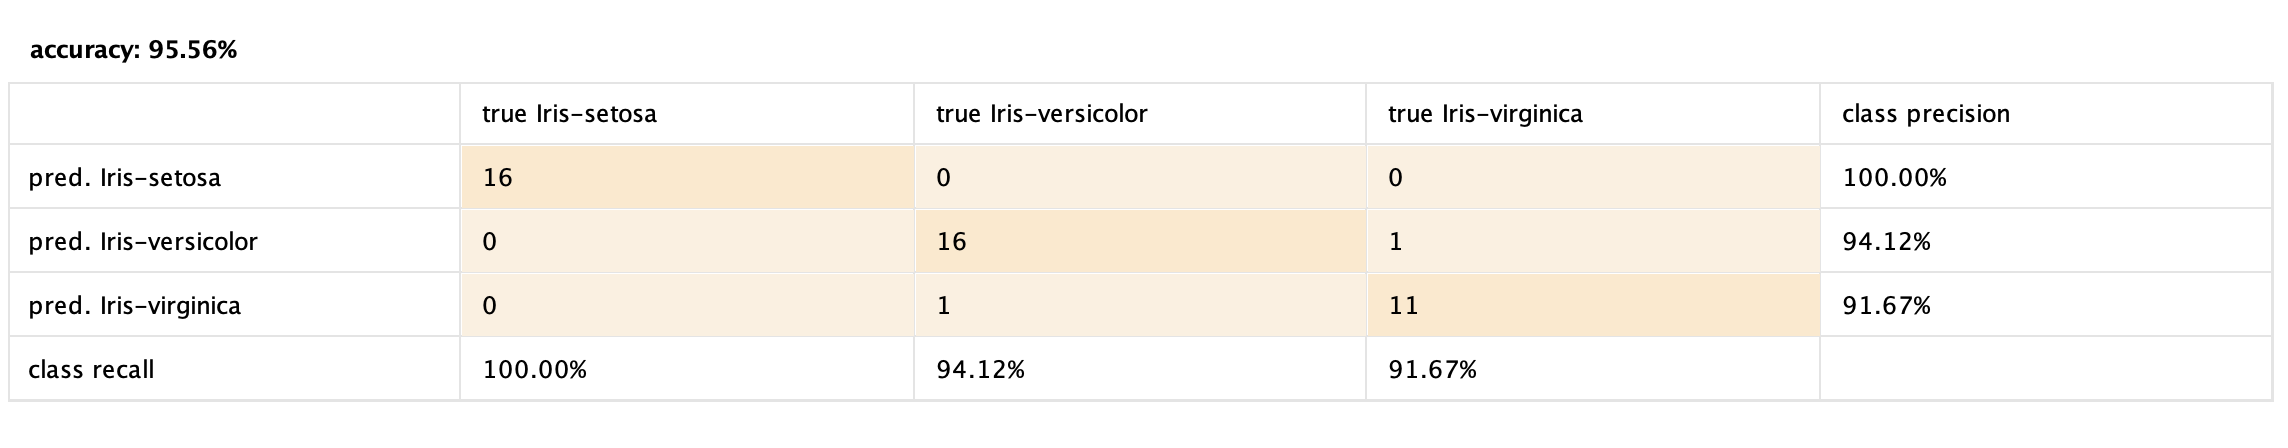 accuracy: 95.56%
true Iris-setosa true Iris-versicolor true Iris-virginica class precision
pred. Iris-setosa 16 0 0 100.00%
pred. Iris-versicolor 0 16 1 94.12%
pred. Iris-virginica 0 1 11 91.67%
class recall 100.00% 94.12% 91.67%